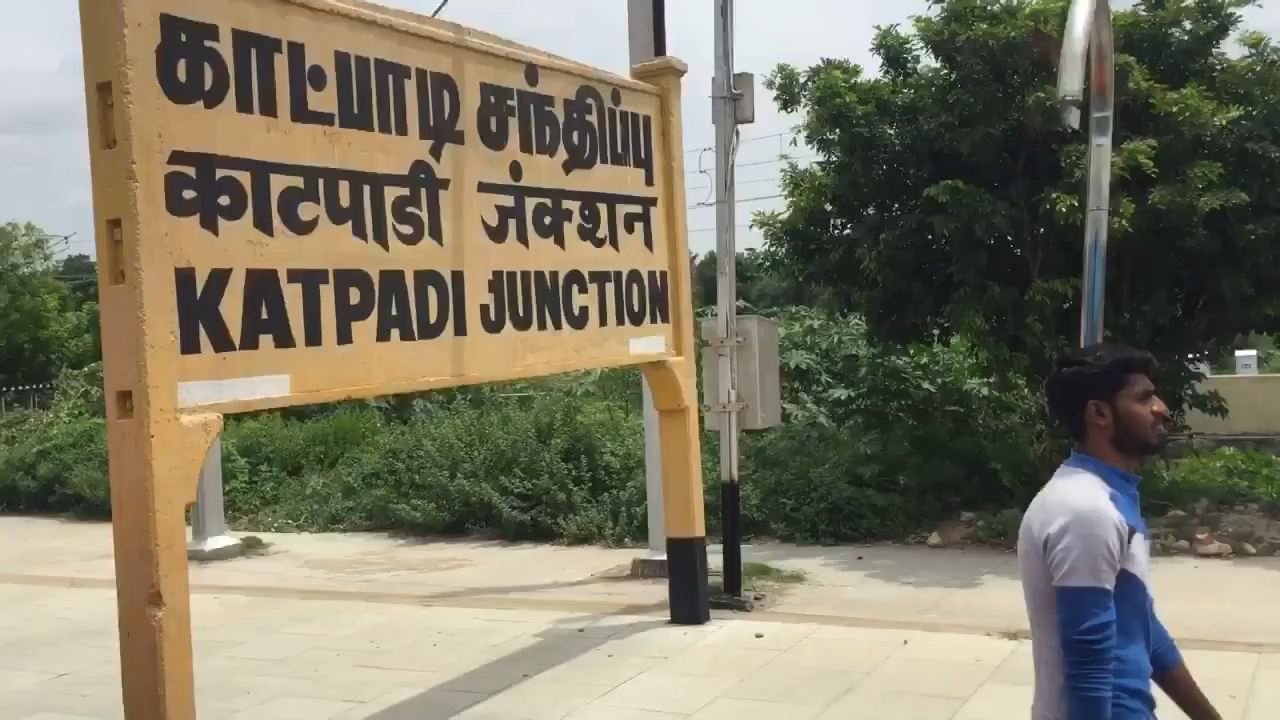 காட்பாடி சந்திப்பு
काटपाडी जंक्शन
KATPADI JUNCTION